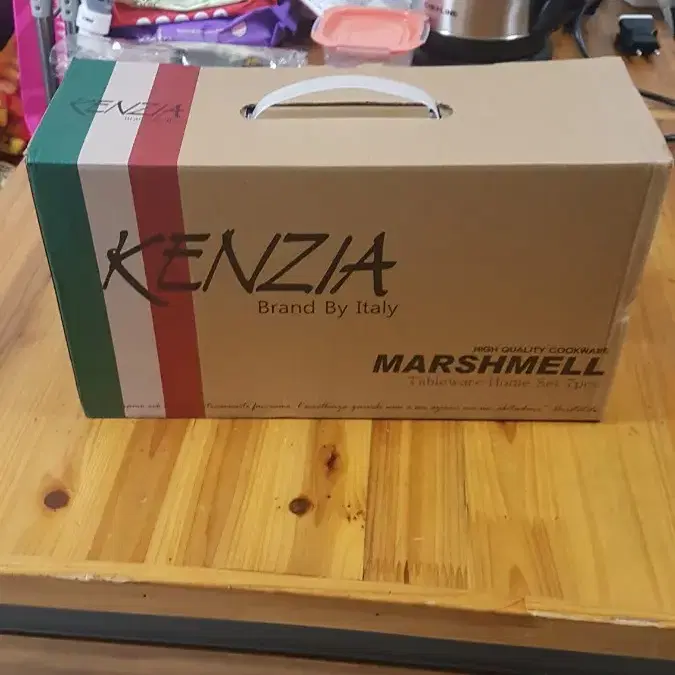 KENZIA
KENZIA
Brand By Italy
HIGH QUALITY COOKWARE
MARSHMELL
Tableware Home Set 7pcs